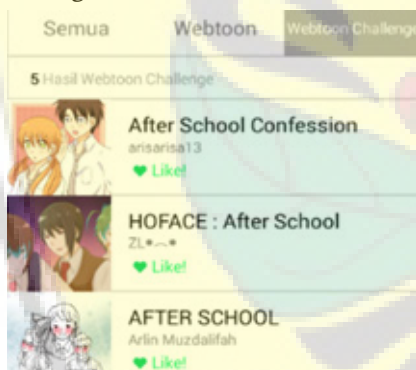 Semua Webtoon Webtoon Challenge
5 Hasil Webtoon Challenge
After School Confession
arisarisa13
♥ Like!
HOFACE : After School
ZL•︵•
♥ Like!
AFTER SCHOOL
Arlin Muzdalifah
♥ Like!